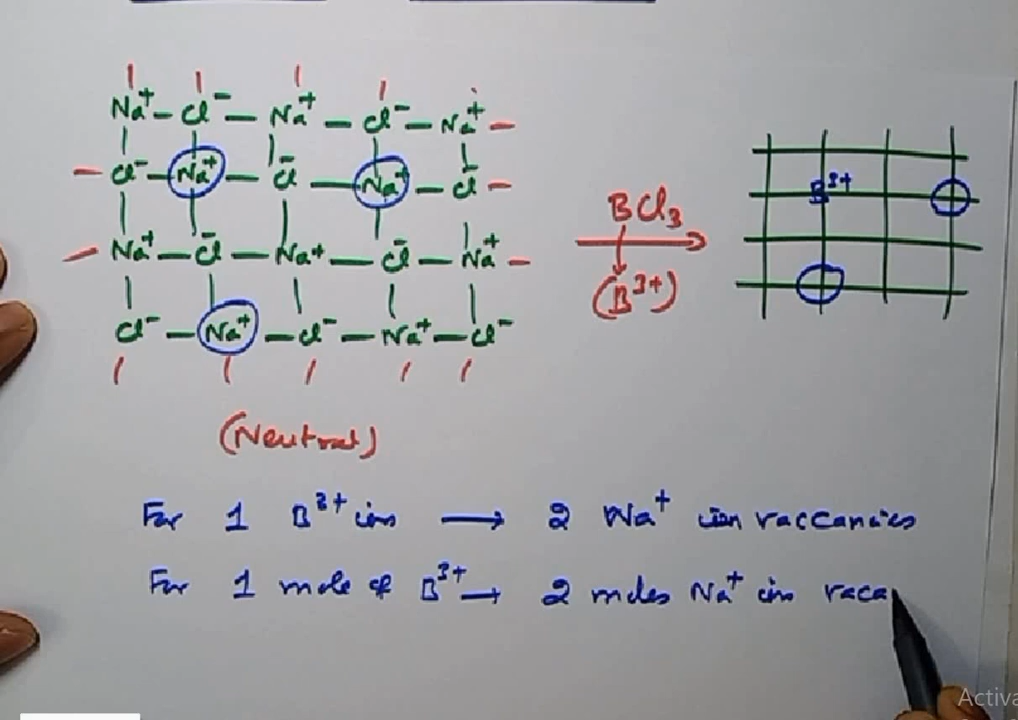 Na⁺ – Cl⁻ – Na⁺ – Cl⁻ – Na⁺ –
– Cl⁻ – Na⁺ – Cl⁻ – Na⁺ – Cl⁻ –
– Na⁺ – Cl⁻ – Na⁺ – Cl⁻ – Na⁺ –
Cl⁻ – Na⁺ – Cl⁻ – Na⁺ – Cl⁻
(Neutral)
BCl₃
(B³⁺)
B³⁺
For 1 B³⁺ ions → 2 Na⁺ ion vaccancies
For 1 mole of B³⁺ → 2 moles Na⁺ ion vaca
Activa